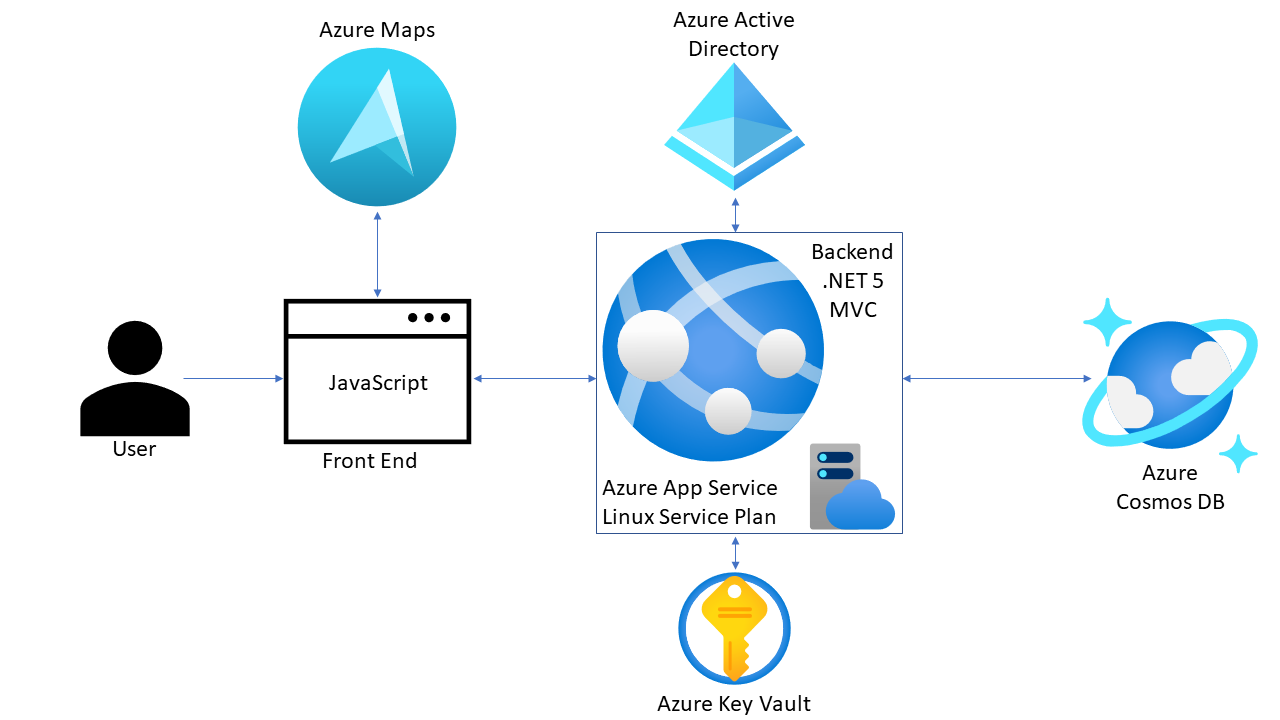 Azure Maps
Azure Active
Directory
Backend
.NET 5
MVC
JavaScript
User
Front End
Azure App Service
Linux Service Plan
Azure
Cosmos DB
Azure Key Vault